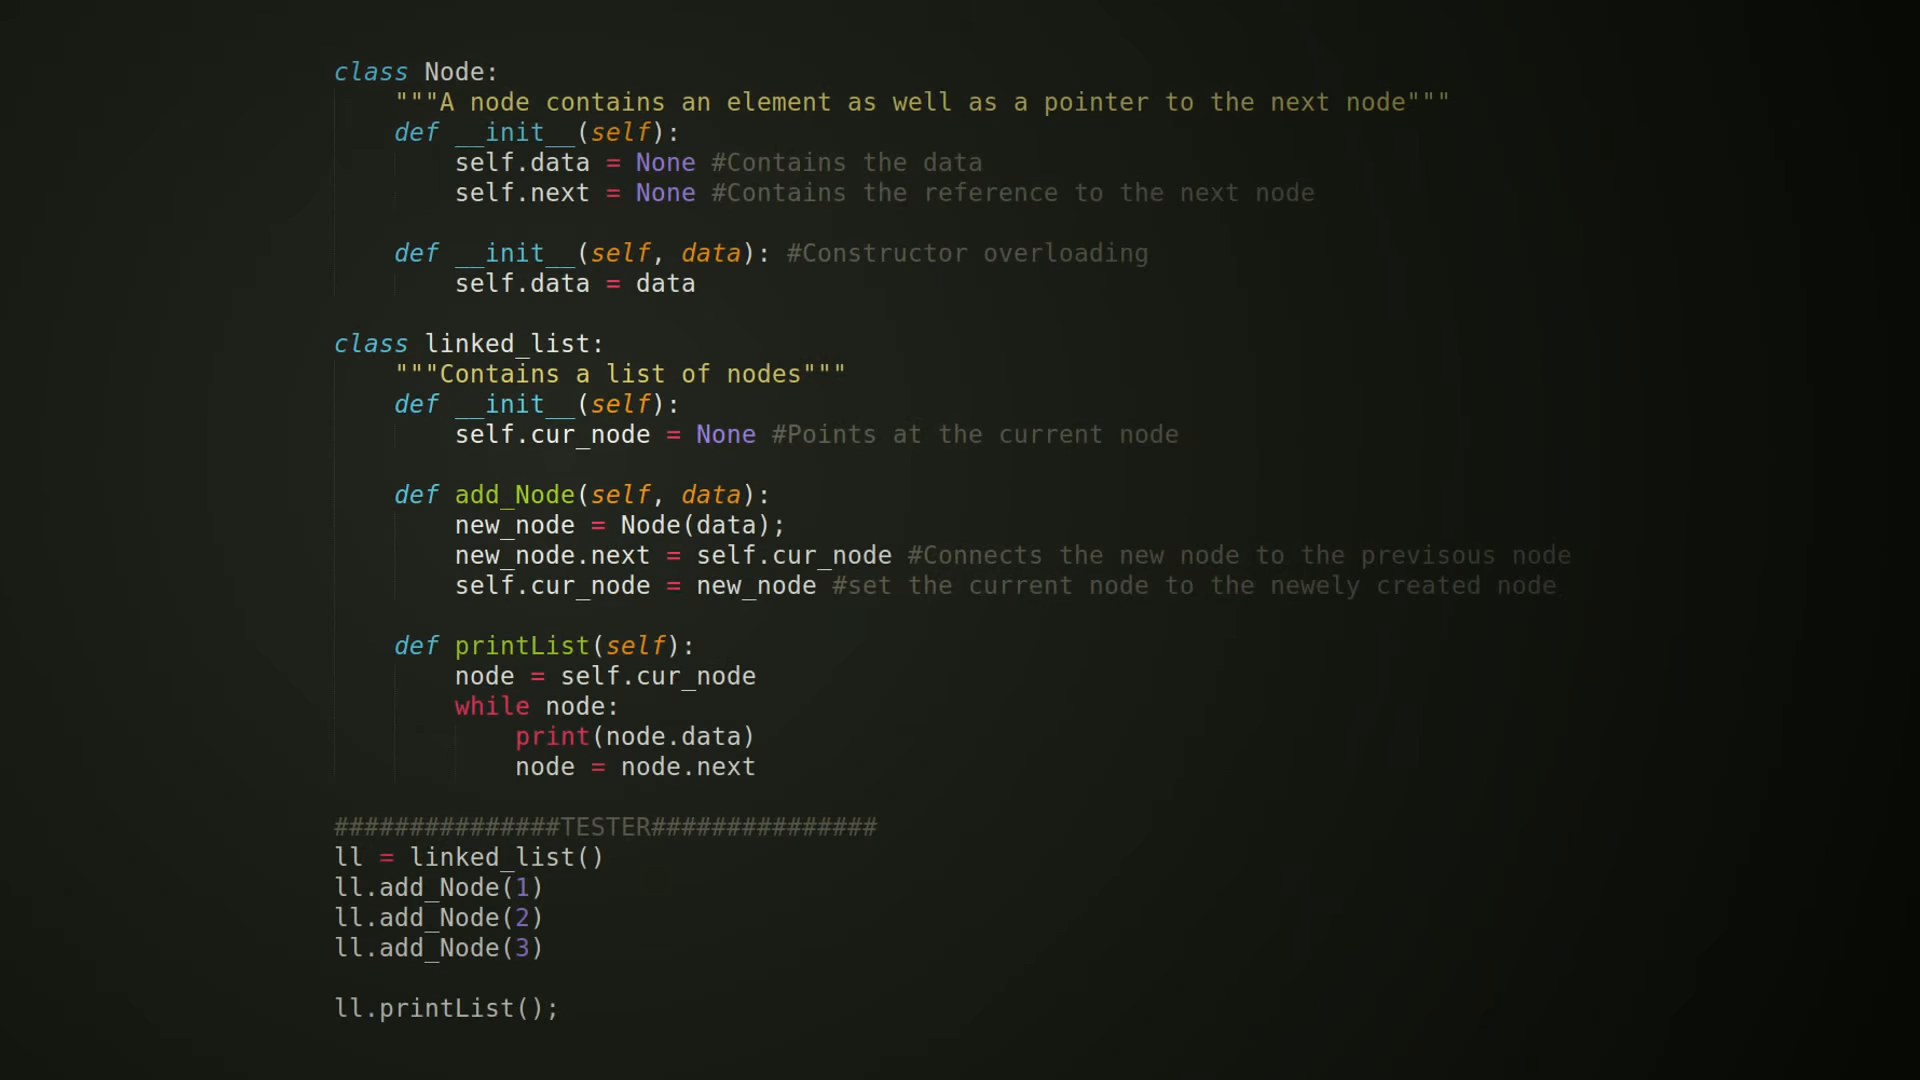 class Node:
    """A node contains an element as well as a pointer to the next node"""
    def __init__(self):
        self.data = None #Contains the data
        self.next = None #Contains the reference to the next node

    def __init__(self, data): #Constructor overloading
        self.data = data

class linked_list:
    """Contains a list of nodes"""
    def __init__(self):
        self.cur_node = None #Points at the current node

    def add_Node(self, data):
        new_node = Node(data);
        new_node.next = self.cur_node #Connects the new node to the previsous node
        self.cur_node = new_node #set the current node to the newely created node

    def printList(self):
        node = self.cur_node
        while node:
            print(node.data)
            node = node.next

###############TESTER###############
ll = linked_list()
ll.add_Node(1)
ll.add_Node(2)
ll.add_Node(3)

ll.printList();